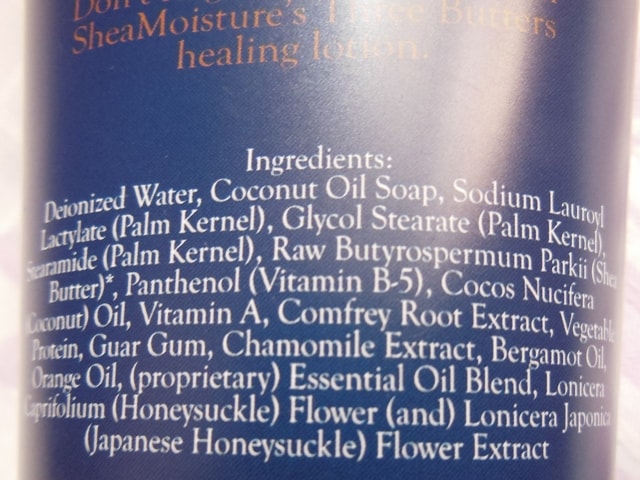 Don't
SheaMoisture's Three Butters
healing lotion.
Ingredients:
Deionized Water, Coconut Oil Soap, Sodium Lauroyl
Lactylate (Palm Kernel), Glycol Stearate (Palm Kernel),
Stearamide (Palm Kernel), Raw Butyrospermum Parkii (Shea
Butter)*, Panthenol (Vitamin B-5), Cocos Nucifera
(Coconut) Oil, Vitamin A, Comfrey Root Extract, Vegetable
Protein, Guar Gum, Chamomile Extract, Bergamot Oil,
Orange Oil, (proprietary) Essential Oil Blend, Lonicera
Caprifolium (Honeysuckle) Flower (and) Lonicera Japonica
(Japanese Honeysuckle) Flower Extract